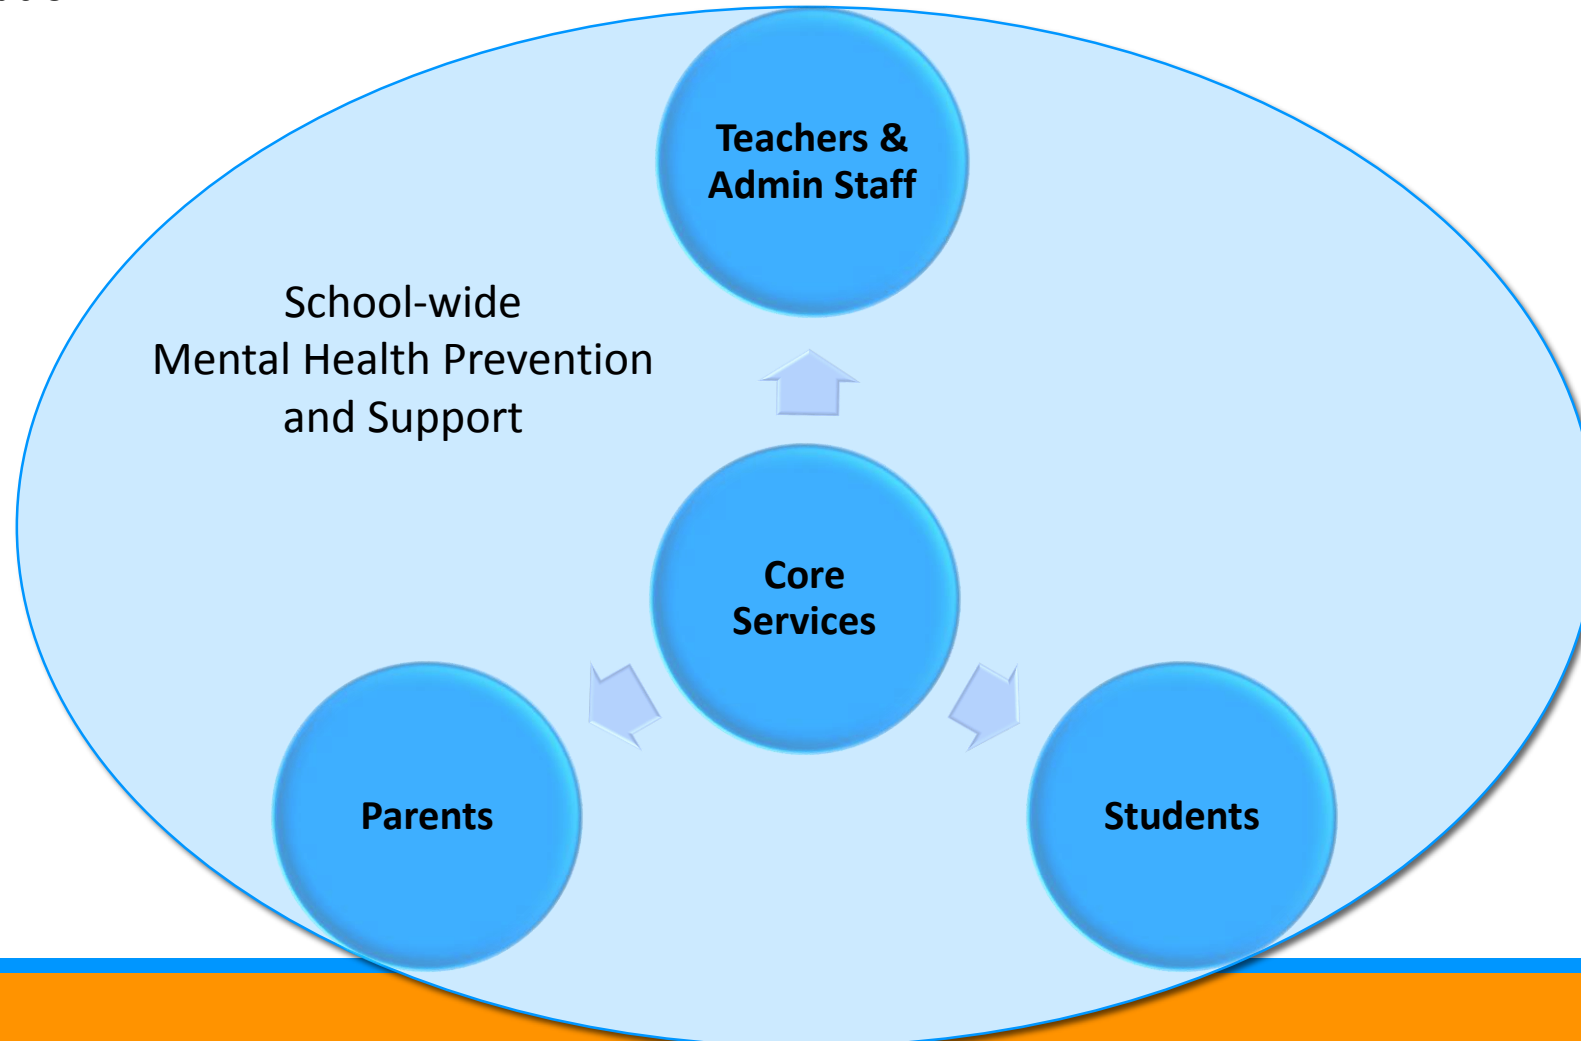 Teachers &
Admin Staff
School-wide
Mental Health Prevention
and Support
Core
Services
Parents
Students